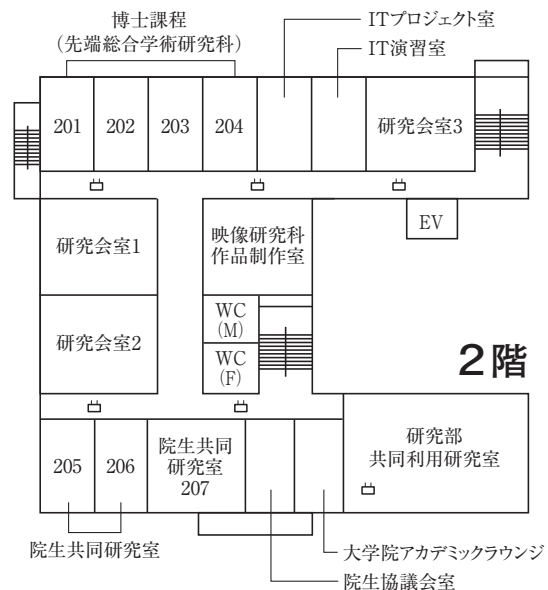 博士課程
(先端総合学術研究科)
ITプロジェクト室
IT演習室
201
202
203
204
研究会室3
研究会室1
映像研究科
作品制作室
EV
WC
(M)
研究会室2
WC
(F)
2階
205
206
院生共同
研究室
207
研究部
共同利用研究室
院生共同研究室
大学院アカデミックラウンジ
院生協議会室